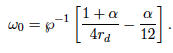 ω₀ = ℘⁻¹ [ (1 + α)/(4r_d) − α/12 ] .